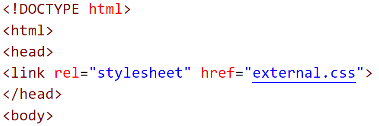 <!DOCTYPE html>
<html>
<head>
<link rel="stylesheet" href="external.css">
</head>
<body>